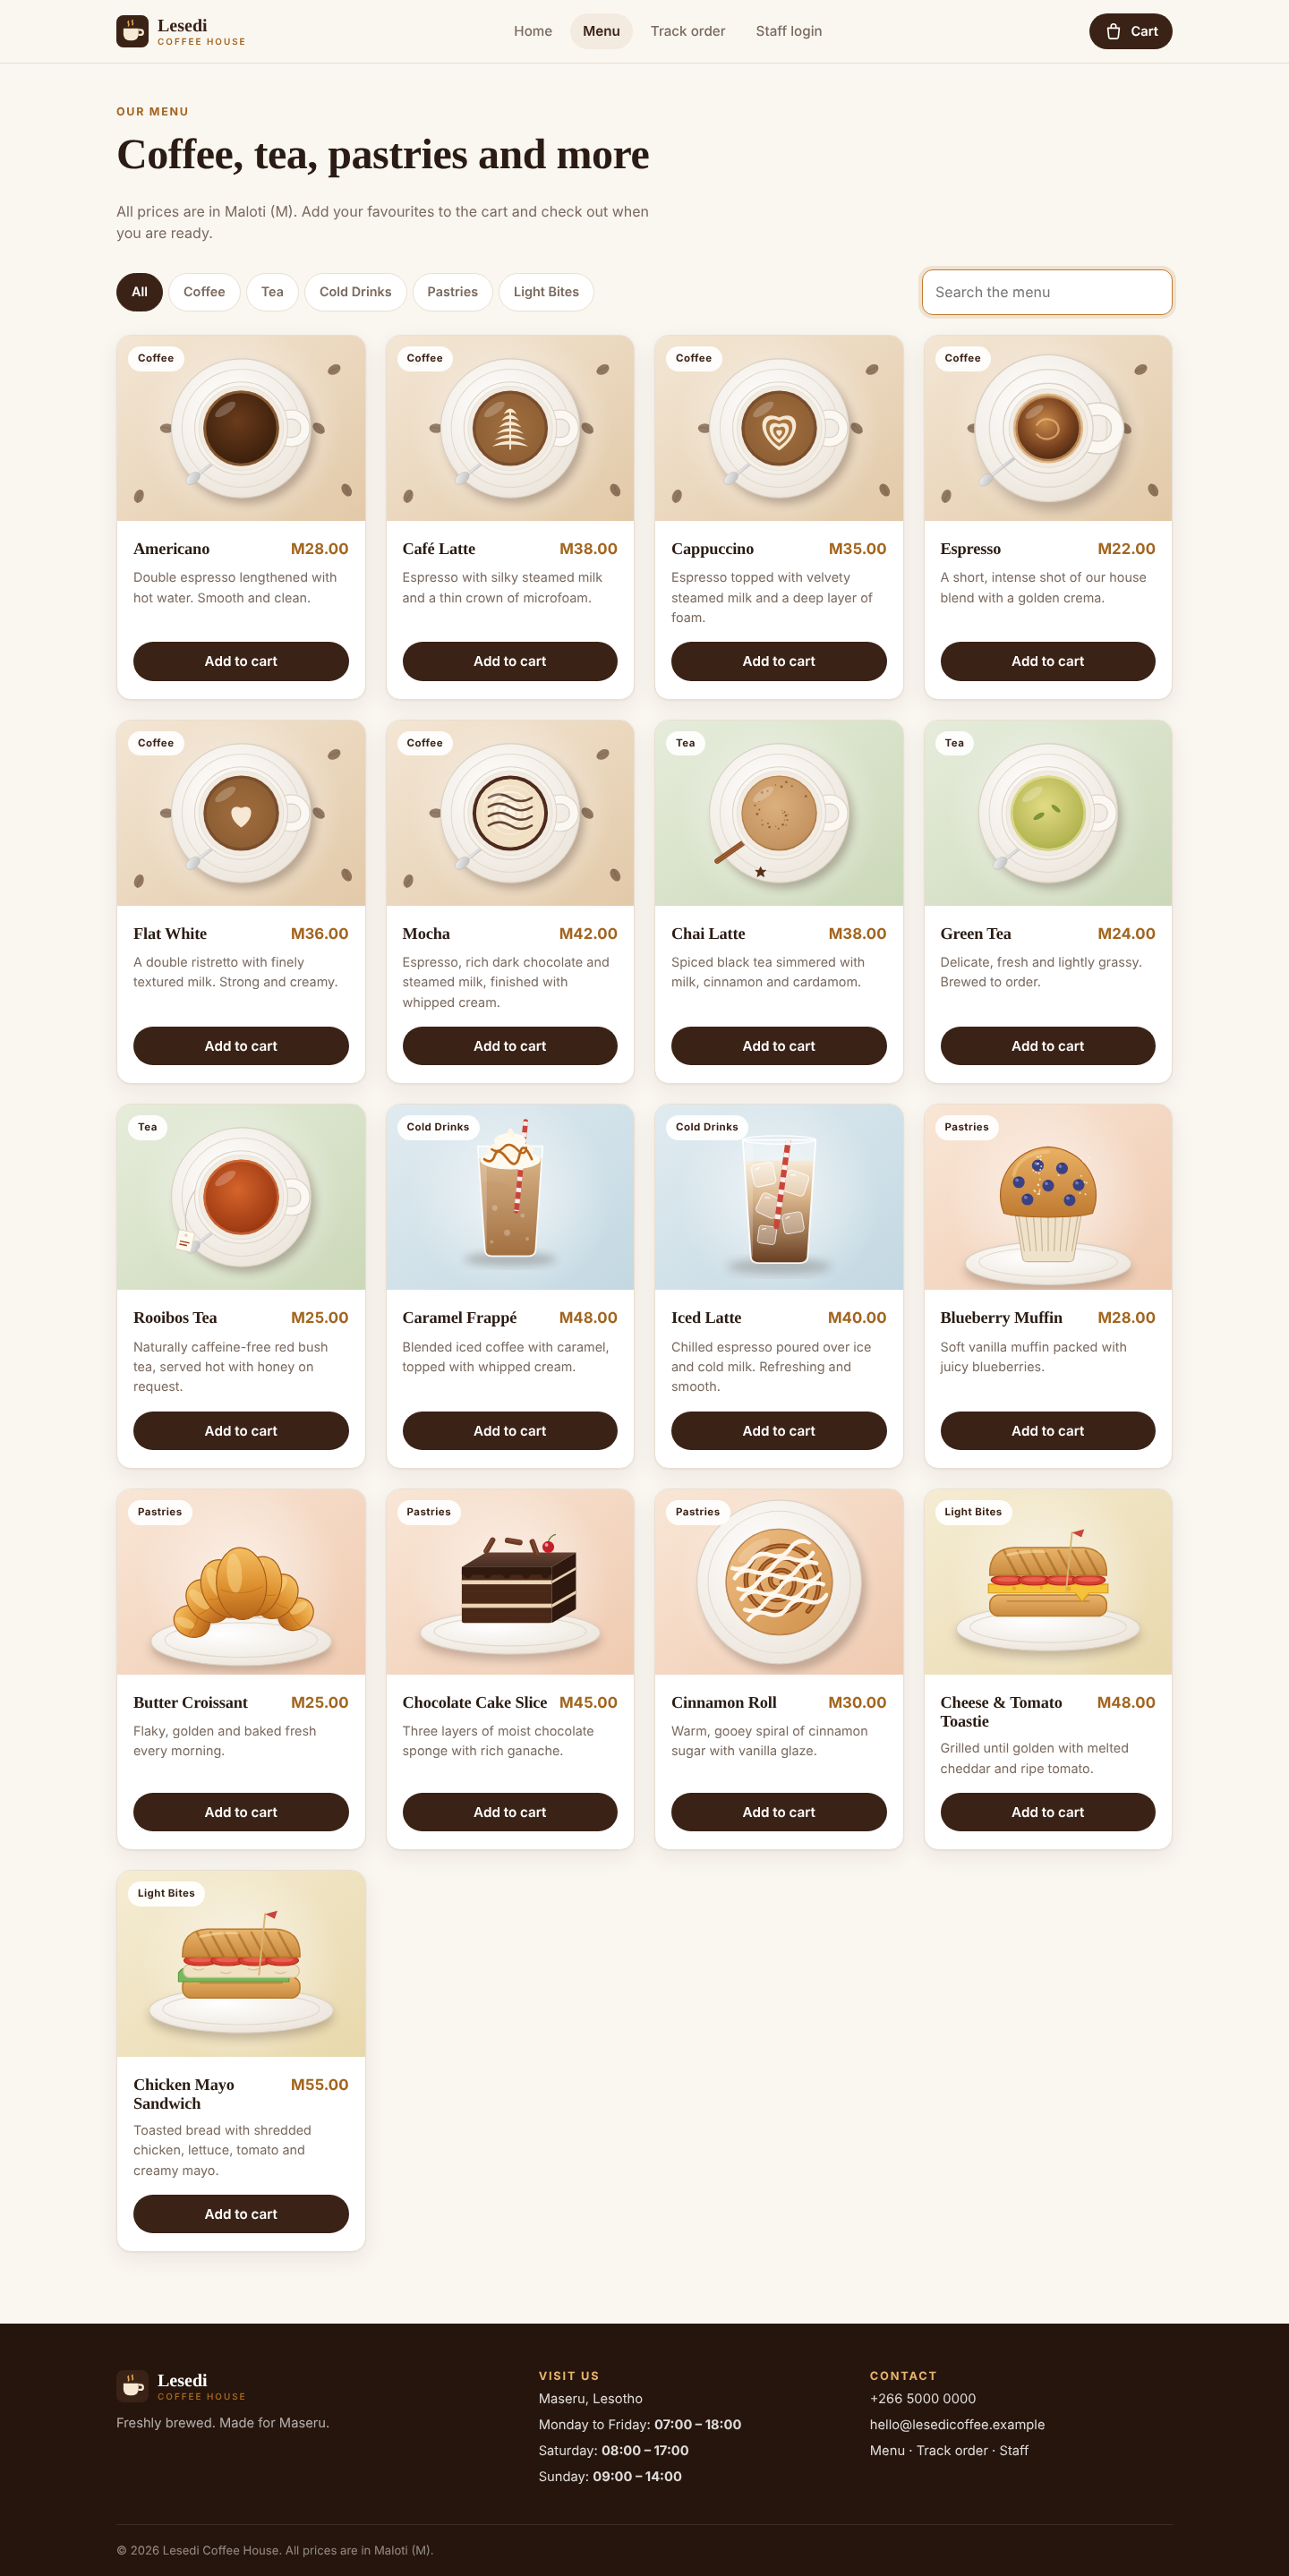 Lesedi
COFFEE HOUSE
Home
Menu
Track order
Staff login
Cart
OUR MENU
Coffee, tea, pastries and more
All prices are in Maloti (M). Add your favourites to the cart and check out when
you are ready.
All
Coffee
Tea
Cold Drinks
Pastries
Light Bites
Search the menu
Coffee
Americano
M28.00
Double espresso lengthened with
hot water. Smooth and clean.
Add to cart
Coffee
Café Latte
M38.00
Espresso with silky steamed milk
and a thin crown of microfoam.
Add to cart
Coffee
Cappuccino
M35.00
Espresso topped with velvety
steamed milk and a deep layer of
foam.
Add to cart
Coffee
Espresso
M22.00
A short, intense shot of our house
blend with a golden crema.
Add to cart
Coffee
Flat White
M36.00
A double ristretto with finely
textured milk. Strong and creamy.
Add to cart
Coffee
Mocha
M42.00
Espresso, rich dark chocolate and
steamed milk, finished with
whipped cream.
Add to cart
Tea
Chai Latte
M38.00
Spiced black tea simmered with
milk, cinnamon and cardamom.
Add to cart
Tea
Green Tea
M24.00
Delicate, fresh and lightly grassy.
Brewed to order.
Add to cart
Tea
Rooibos Tea
M25.00
Naturally caffeine-free red bush
tea, served hot with honey on
request.
Add to cart
Cold Drinks
Caramel Frappé
M48.00
Blended iced coffee with caramel,
topped with whipped cream.
Add to cart
Cold Drinks
Iced Latte
M40.00
Chilled espresso poured over ice
and cold milk. Refreshing and
smooth.
Add to cart
Pastries
Blueberry Muffin
M28.00
Soft vanilla muffin packed with
juicy blueberries.
Add to cart
Pastries
Butter Croissant
M25.00
Flaky, golden and baked fresh
every morning.
Add to cart
Pastries
Chocolate Cake Slice
M45.00
Three layers of moist chocolate
sponge with rich ganache.
Add to cart
Pastries
Cinnamon Roll
M30.00
Warm, gooey spiral of cinnamon
sugar with vanilla glaze.
Add to cart
Light Bites
Cheese & Tomato
Toastie
M48.00
Grilled until golden with melted
cheddar and ripe tomato.
Add to cart
Light Bites
Chicken Mayo
Sandwich
M55.00
Toasted bread with shredded
chicken, lettuce, tomato and
creamy mayo.
Add to cart
Lesedi
COFFEE HOUSE
Freshly brewed. Made for Maseru.
VISIT US
Maseru, Lesotho
Monday to Friday: 07:00 – 18:00
Saturday: 08:00 – 17:00
Sunday: 09:00 – 14:00
CONTACT
+266 5000 0000
hello@lesedicoffee.example
Menu · Track order · Staff
© 2026 Lesedi Coffee House. All prices are in Maloti (M).